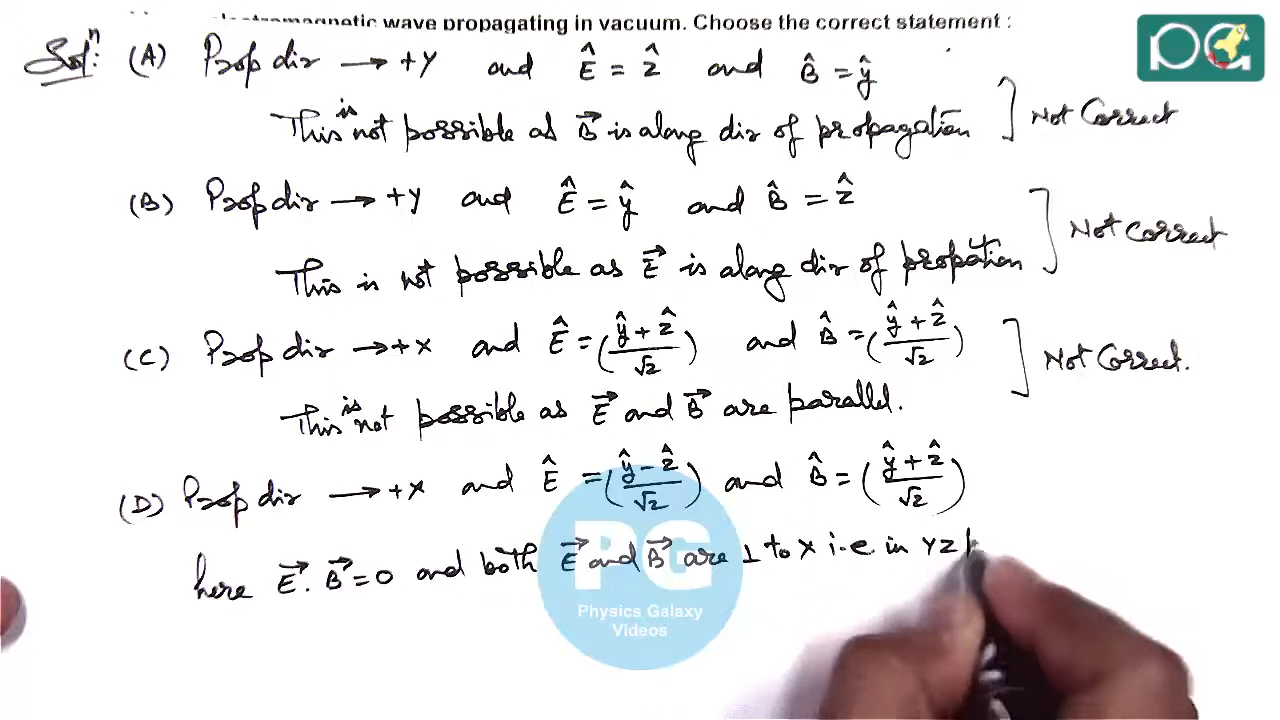 electromagnetic wave propagating in vacuum. Choose the correct statement :
PG
Solⁿ: (A) Prop dir → +Y and Ê = ẑ and B̂ = ŷ
This is not possible as B⃗ is along dir of propagation ] Not Correct
(B) Prop dir → +Y and Ê = ŷ and B̂ = ẑ
This is not possible as E⃗ is along dir of propation ] Not Correct
(C) Prop dir → +X and Ê = (ŷ + ẑ / √2) and B̂ = (ŷ + ẑ / √2)
This is not possible as E⃗ and B⃗ are parallel. ] Not Correct.
(D) Prop dir → +X and Ê = (ŷ - ẑ / √2) and B̂ = (ŷ + ẑ / √2)
here E⃗ . B⃗ = 0 and both E⃗ and B⃗ are ⊥ to X i.e. in YZ
PG
Physics Galaxy
Videos